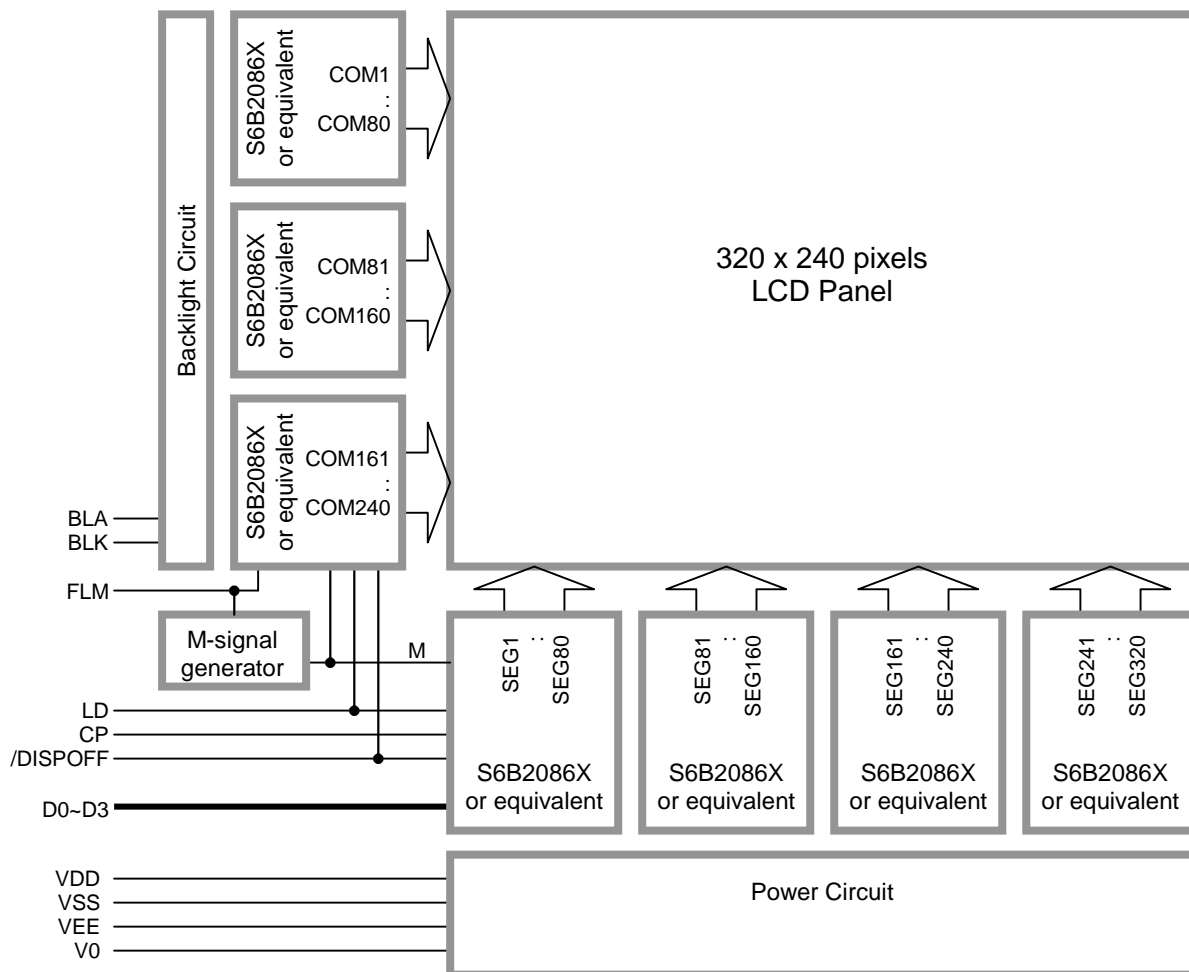 Backlight Circuit
S6B2086X
or equivalent
COM1
:
COM80
S6B2086X
or equivalent
COM81
:
COM160
S6B2086X
or equivalent
COM161
:
COM240
320 x 240 pixels
LCD Panel
BLA
BLK
FLM
M-signal
generator
M
LD
CP
/DISPOFF
D0~D3
SEG1
:
SEG80
S6B2086X
or equivalent
SEG81
:
SEG160
S6B2086X
or equivalent
SEG161
:
SEG240
S6B2086X
or equivalent
SEG241
:
SEG320
S6B2086X
or equivalent
VDD
VSS
VEE
V0
Power Circuit